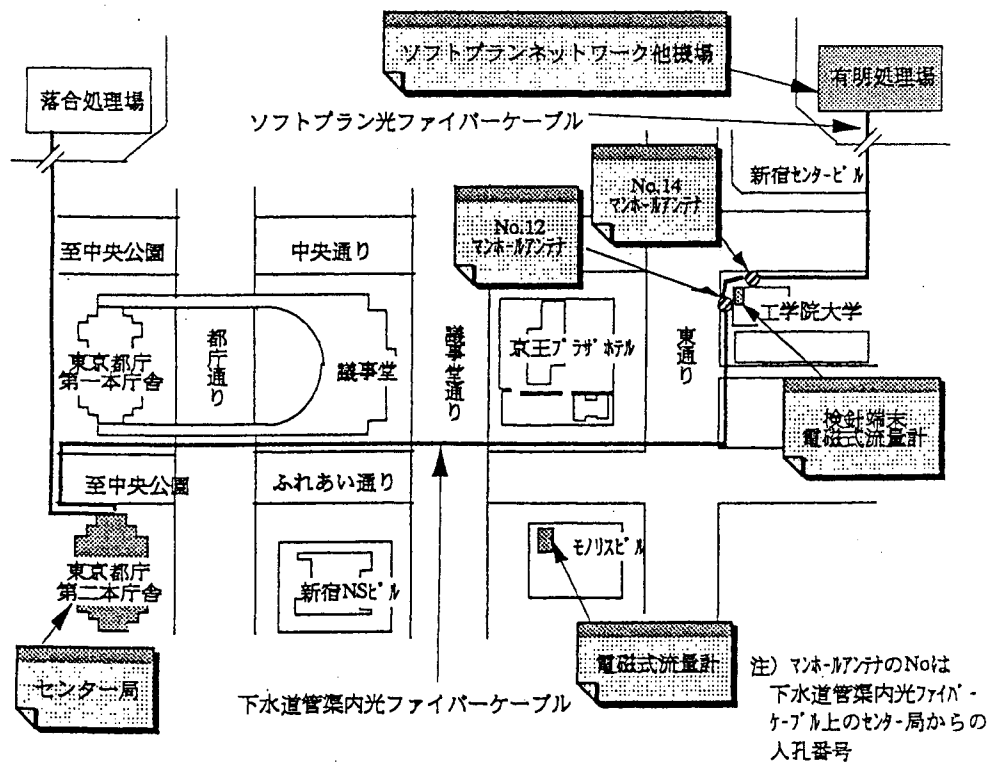 ソフトプランネットワーク他機場
落合処理場
有明処理場
ソフトプラン光ファイバーケーブル
新宿センタービル
No.14
マンホールアンテナ
No.12
マンホールアンテナ
至中央公園
中央通り
東京都庁
第一本庁舎
都庁通り
議事堂
議事堂通り
京王プラザホテル
東通り
工学院大学
検針端末
電磁式流量計
至中央公園
ふれあい通り
東京都庁
第二本庁舎
新宿NSビル
モノリスビル
センター局
下水道管渠内光ファイバーケーブル
電磁式流量計
注）マンホールアンテナのNoは
下水道管渠内光ファイバ-
ケーブル上のセンター局からの
人孔番号